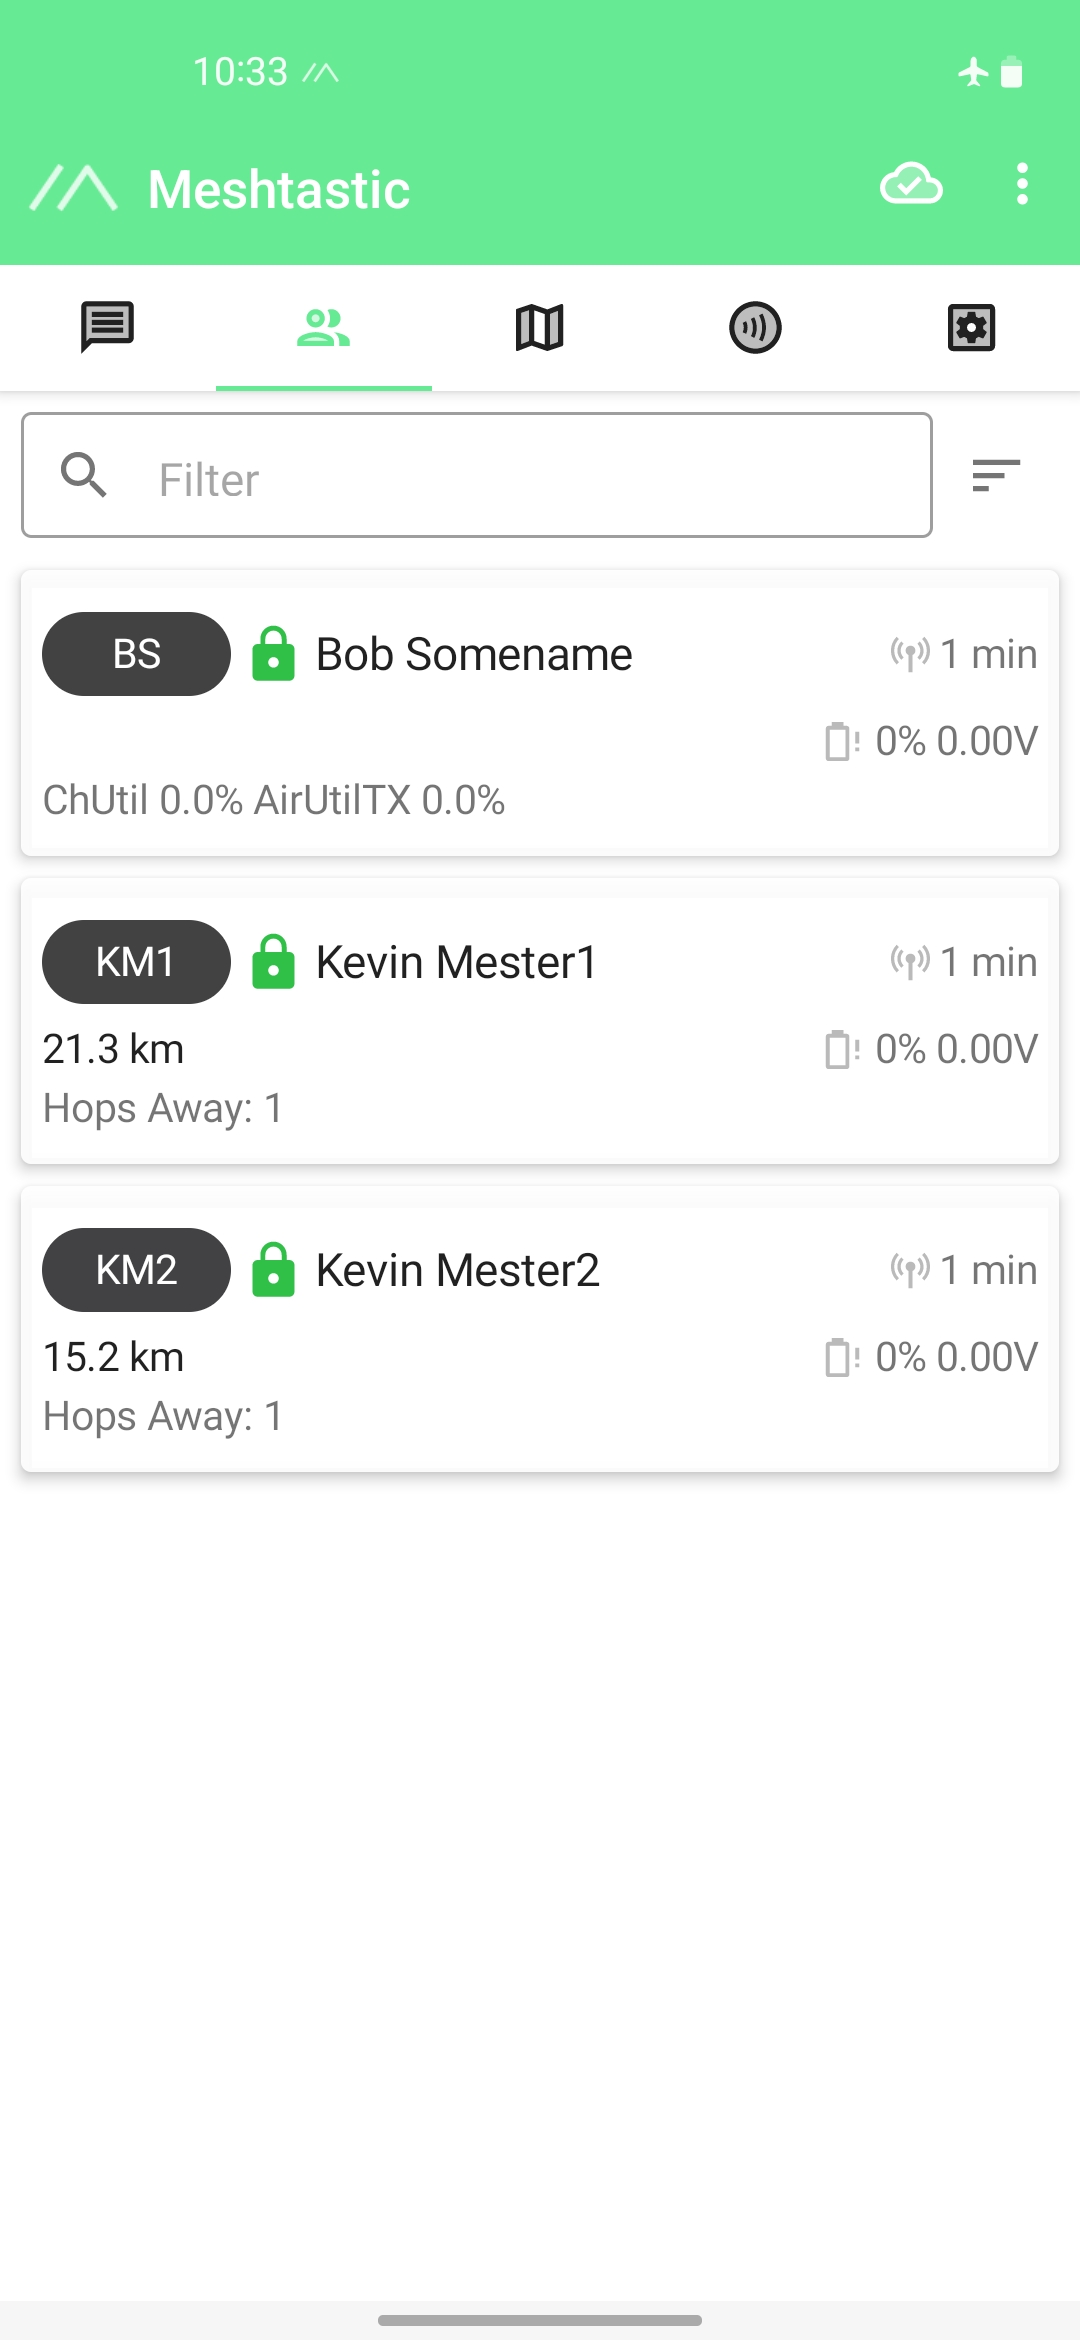 10:33
Meshtastic
Filter
BS Bob Somename 1 min
0% 0.00V
ChUtil 0.0% AirUtilTX 0.0%
KM1 Kevin Mester1 1 min
21.3 km 0% 0.00V
Hops Away: 1
KM2 Kevin Mester2 1 min
15.2 km 0% 0.00V
Hops Away: 1